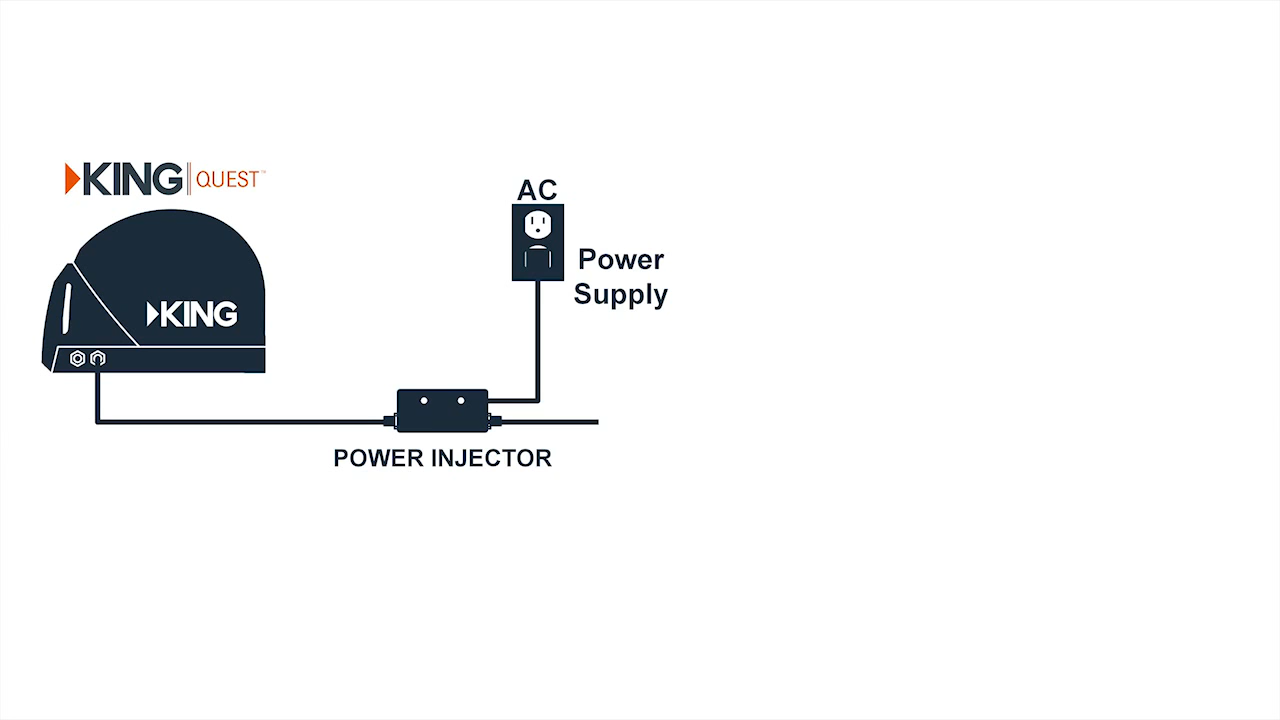 KING QUEST™
AC
Power
Supply
KING
POWER INJECTOR